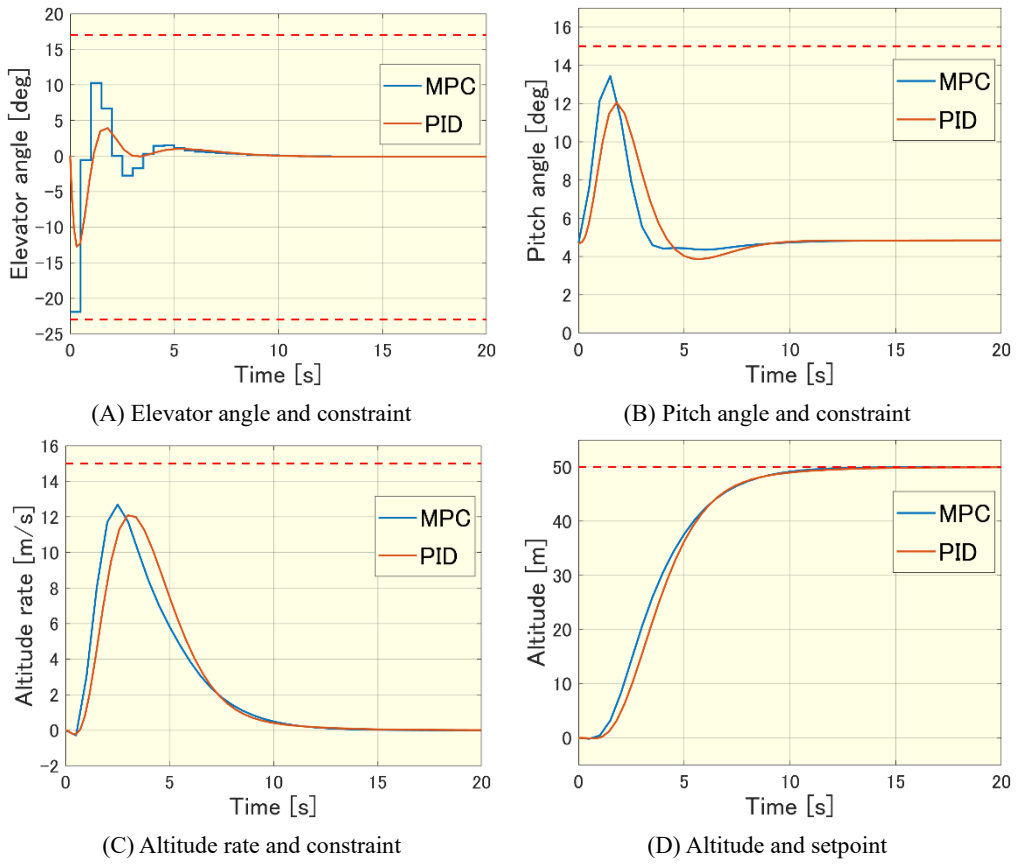 20
15
10
5
0
-5
-10
-15
-20
-25
Elevator angle [deg]
MPC
PID
0 5 10 15 20
Time [s]
(A) Elevator angle and constraint
16
14
12
10
8
6
4
2
0
Pitch angle [deg]
MPC
PID
0 5 10 15 20
Time [s]
(B) Pitch angle and constraint
16
14
12
10
8
6
4
2
0
-2
Altitude rate [m/s]
MPC
PID
0 5 10 15 20
Time [s]
(C) Altitude rate and constraint
50
40
30
20
10
0
Altitude [m]
MPC
PID
0 5 10 15 20
Time [s]
(D) Altitude and setpoint